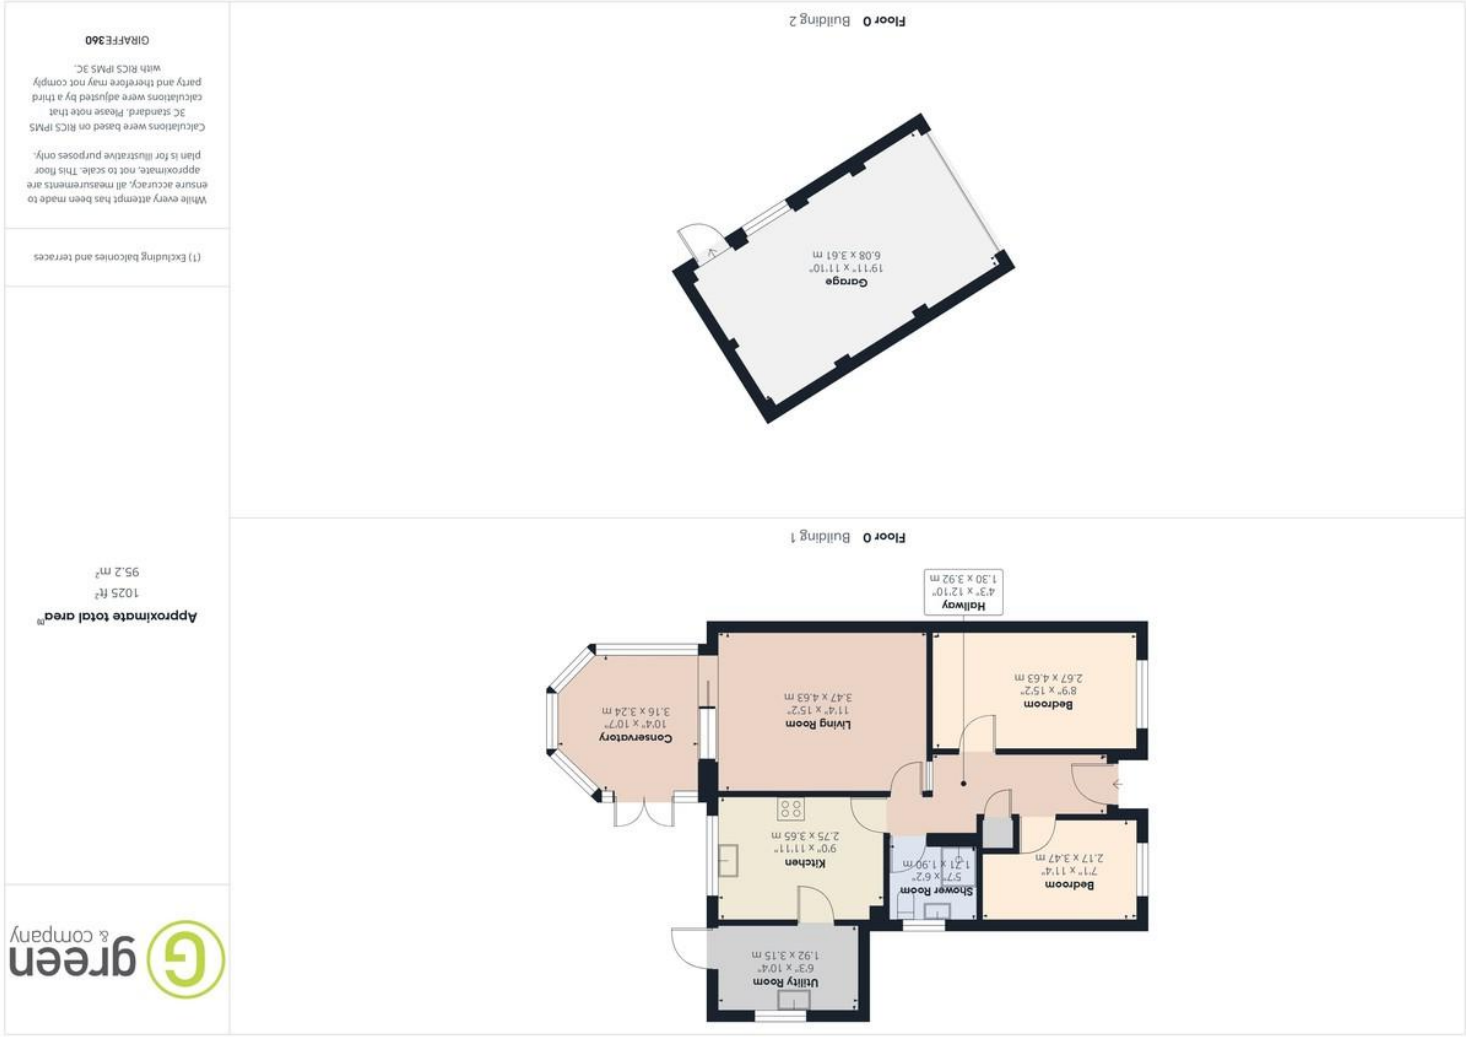 green
& company
Approximate total area⁽¹⁾
1025 ft²
95.2 m²
(1) Excluding balconies and terraces
While every attempt has been made to
ensure accuracy, all measurements are
approximate, not to scale. This floor
plan is for illustrative purposes only.
Calculations were based on RICS IPMS
3C standard. Please note that
calculations were adjusted by a third
party and therefore may not comply
with RICS IPMS 3C.
GIRAFFE360
Utility Room
6'3" x 10'4"
1.92 x 3.15 m
Bedroom
7'1" x 11'4"
2.17 x 3.47 m
Shower Room
5'7" x 6'2"
1.71 x 1.90 m
Kitchen
9'0" x 11'11"
2.75 x 3.65 m
Bedroom
8'9" x 15'2"
2.67 x 4.63 m
Living Room
11'4" x 15'2"
3.47 x 4.63 m
Conservatory
10'4" x 10'7"
3.16 x 3.24 m
Hallway
4'3" x 12'10"
1.30 x 3.92 m
Floor 0 Building 1
Garage
19'11" x 11'10"
6.08 x 3.61 m
Floor 0 Building 2